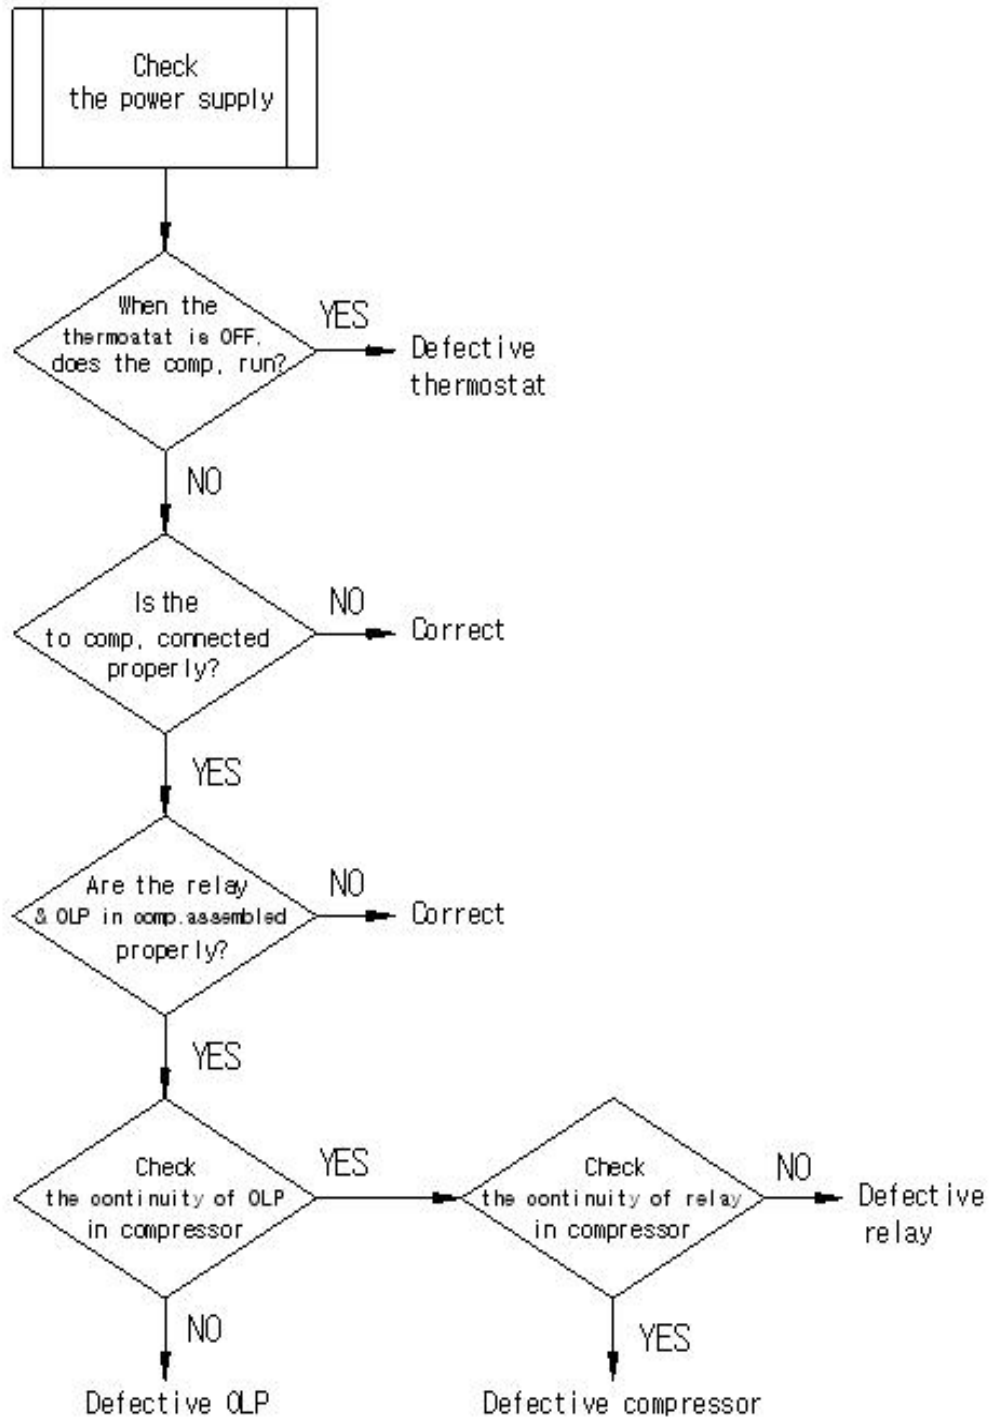 Check
the power supply
When the
thermostat is OFF.
does the comp, run?
YES
Defective
thermostat
NO
Is the
to comp, connected
properly?
NO
Correct
YES
Are the relay
& OLP in comp.assembled
properly?
NO
Correct
YES
Check
the continuity of OLP
in compressor
YES
Check
the continuity of relay
in compressor
NO
Defective
relay
NO
Defective OLP
YES
Defective compressor